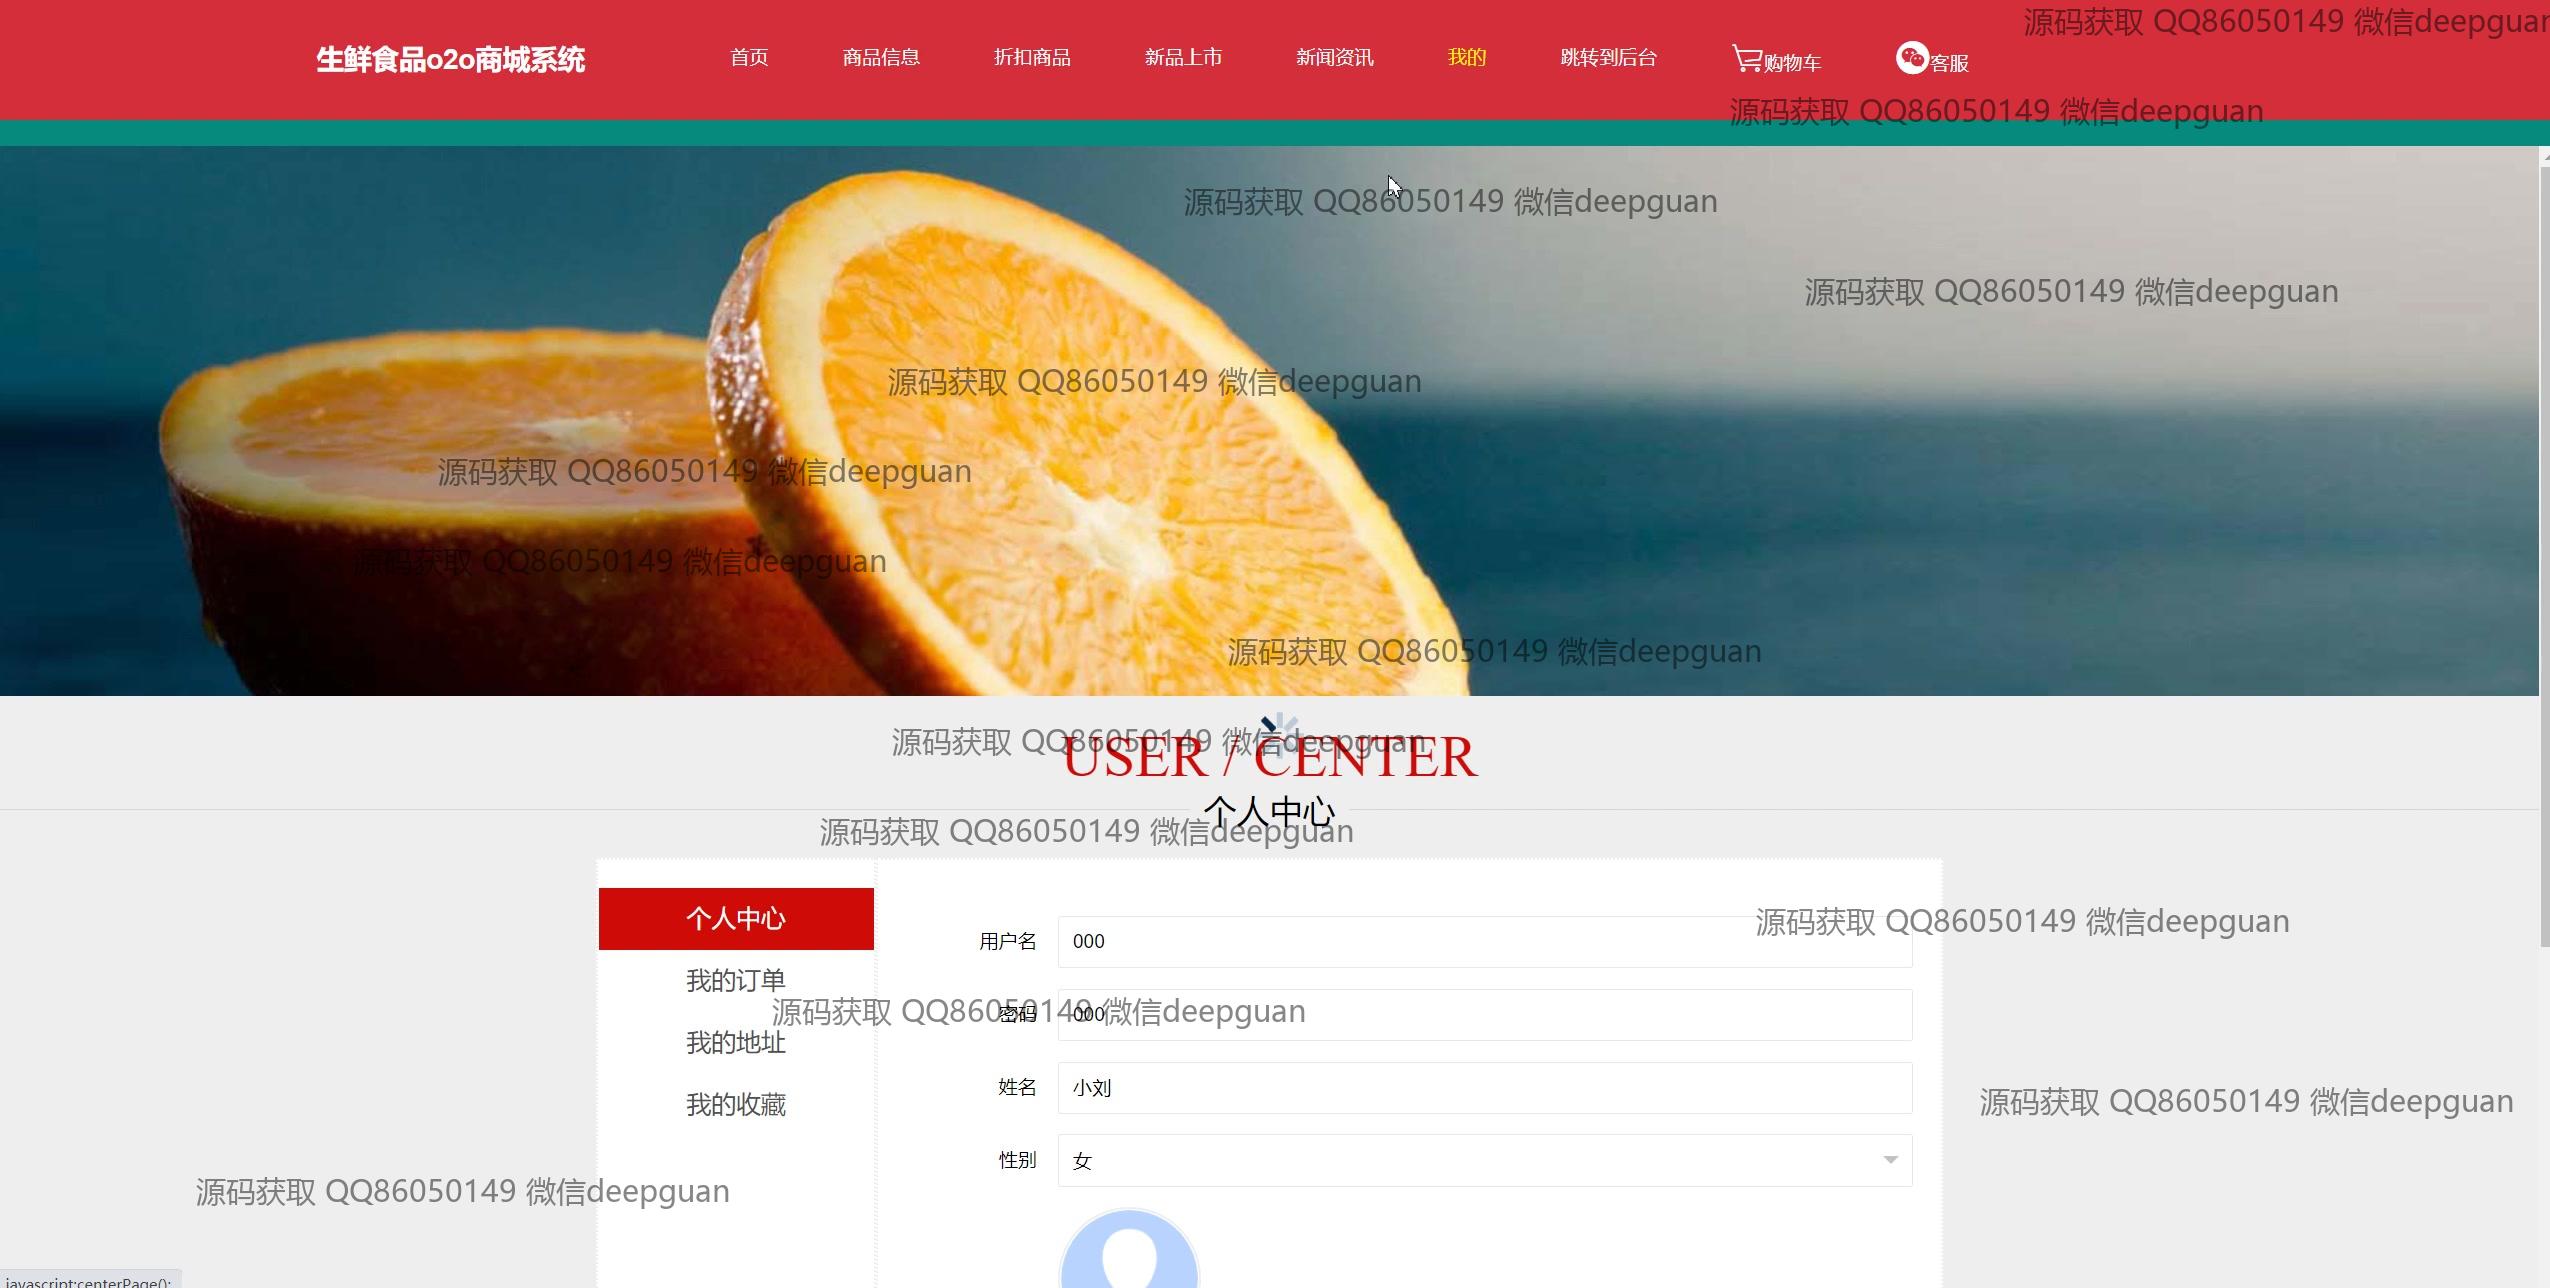 源码获取 QQ86050149 微信deepguan
生鲜食品o2o商城系统
首页
商品信息
折扣商品
新品上市
新闻资讯
我的
跳转到后台
购物车
客服
源码获取 QQ86050149 微信deepguan
源码获取 QQ86050149 微信deepguan
源码获取 QQ86050149 微信deepguan
源码获取 QQ86050149 微信deepguan
源码获取 QQ86050149 微信deepguan
源码获取 QQ86050149 微信deepguan
源码获取 QQ86050149 微信deepguan
源码获取 QQ86050149 微信deepguan
USER / CENTER
个人中心
源码获取 QQ86050149 微信deepguan
个人中心
源码获取 QQ86050149 微信deepguan
用户名 000
我的订单
源码获取 QQ86050149 微信deepguan
密码 000
我的地址
姓名 小刘
我的收藏
源码获取 QQ86050149 微信deepguan
性别 女
源码获取 QQ86050149 微信deepguan
javascript:centerPage();